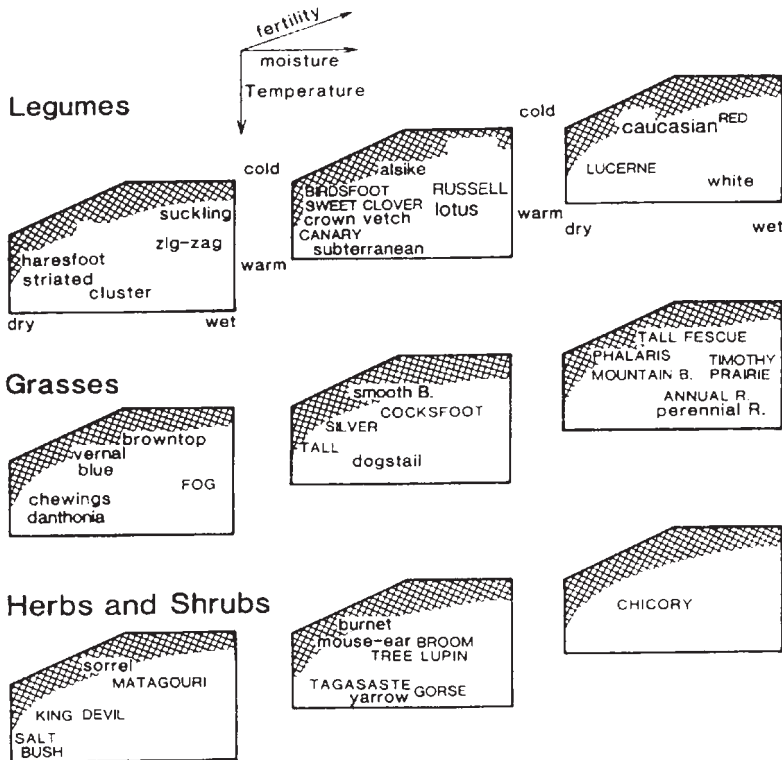 fertility
moisture
Temperature
Legumes
cold
warm
dry
wet
suckling
zig-zag
haresfoot
striated
cluster
cold
warm
alsike
BIRDSFOOT
SWEET CLOVER
crown vetch
CANARY
subterranean
RUSSELL
lotus
caucasian RED
LUCERNE
white
dry
wet
Grasses
browntop
vernal
blue
FOG
chewings
danthonia
smooth B.
COCKSFOOT
SILVER
TALL
dogstail
TALL FESCUE
PHALARIS
TIMOTHY
MOUNTAIN B. PRAIRIE
ANNUAL R.
perennial R.
Herbs and Shrubs
sorrel
MATAGOURI
KING DEVIL
SALT
BUSH
burnet
mouse-ear BROOM
TREE LUPIN
TAGASASTE
yarrow GORSE
CHICORY